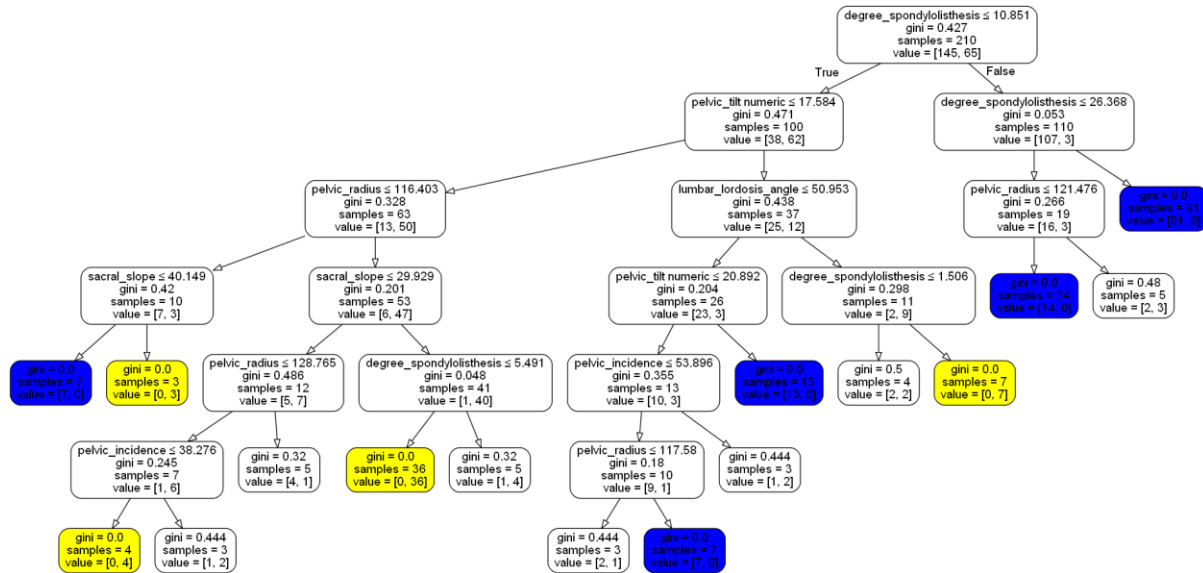 degree_spondylolisthesis ≤ 10.851
gini = 0.427
samples = 210
value = [145, 65]
True
False
pelvic_tilt numeric ≤ 17.584
gini = 0.471
samples = 100
value = [38, 62]
degree_spondylolisthesis ≤ 26.368
gini = 0.053
samples = 110
value = [107, 3]
pelvic_radius ≤ 116.403
gini = 0.328
samples = 63
value = [13, 50]
lumbar_lordosis_angle ≤ 50.953
gini = 0.438
samples = 37
value = [25, 12]
pelvic_radius ≤ 121.476
gini = 0.266
samples = 19
value = [16, 3]
gini = 0.0
samples = 91
value = [91, 0]
sacral_slope ≤ 40.149
gini = 0.42
samples = 10
value = [7, 3]
sacral_slope ≤ 29.929
gini = 0.201
samples = 53
value = [6, 47]
pelvic_tilt numeric ≤ 20.892
gini = 0.204
samples = 26
value = [23, 3]
degree_spondylolisthesis ≤ 1.506
gini = 0.298
samples = 11
value = [2, 9]
gini = 0.0
samples = 14
value = [14, 0]
gini = 0.48
samples = 5
value = [2, 3]
gini = 0.0
samples = 7
value = [7, 0]
gini = 0.0
samples = 3
value = [0, 3]
pelvic_radius ≤ 128.765
gini = 0.486
samples = 12
value = [5, 7]
degree_spondylolisthesis ≤ 5.491
gini = 0.048
samples = 41
value = [1, 40]
pelvic_incidence ≤ 53.896
gini = 0.355
samples = 13
value = [10, 3]
gini = 0.0
samples = 13
value = [13, 0]
gini = 0.5
samples = 4
value = [2, 2]
gini = 0.0
samples = 7
value = [0, 7]
pelvic_incidence ≤ 38.276
gini = 0.245
samples = 7
value = [1, 6]
gini = 0.32
samples = 5
value = [4, 1]
gini = 0.0
samples = 36
value = [0, 36]
gini = 0.32
samples = 5
value = [1, 4]
pelvic_radius ≤ 117.58
gini = 0.18
samples = 10
value = [9, 1]
gini = 0.444
samples = 3
value = [1, 2]
gini = 0.0
samples = 4
value = [0, 4]
gini = 0.444
samples = 3
value = [1, 2]
gini = 0.444
samples = 3
value = [2, 1]
gini = 0.0
samples = 7
value = [7, 0]